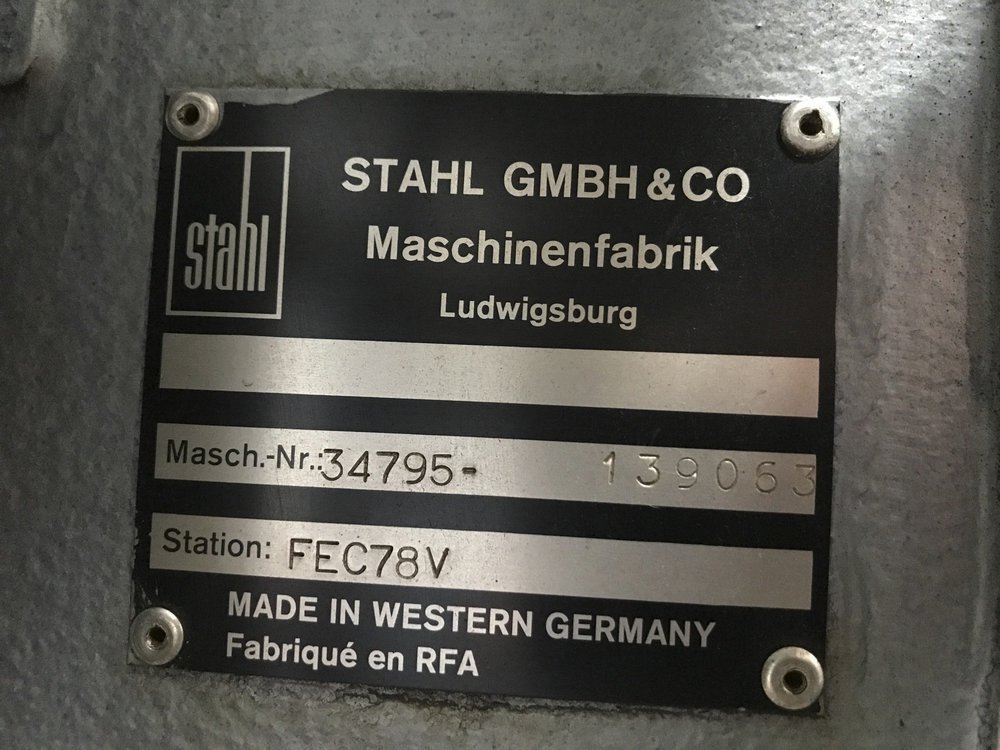 stahl
STAHL GMBH & CO
Maschinenfabrik
Ludwigsburg
Masch.-Nr.: 34795- 139063
Station: FEC78V
MADE IN WESTERN GERMANY
Fabriqué en RFA